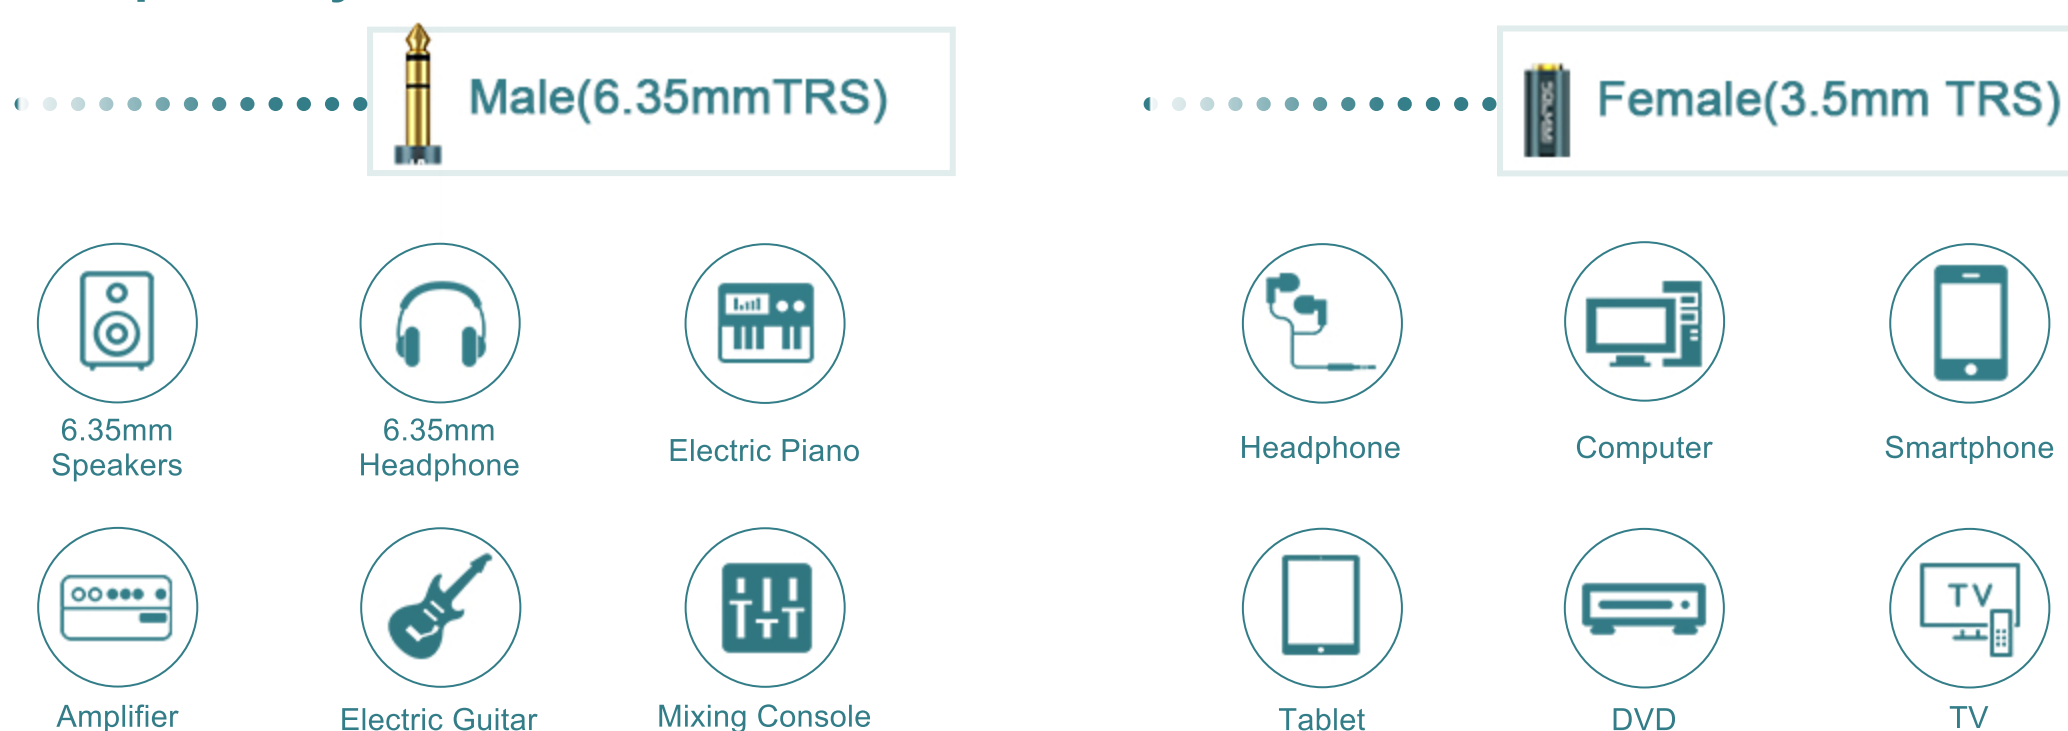 Male(6.35mmTRS)
Female(3.5mm TRS)
6.35mm
Speakers
6.35mm
Headphone
Electric Piano
Headphone
Computer
Smartphone
Amplifier
Electric Guitar
Mixing Console
Tablet
DVD
TV
TV